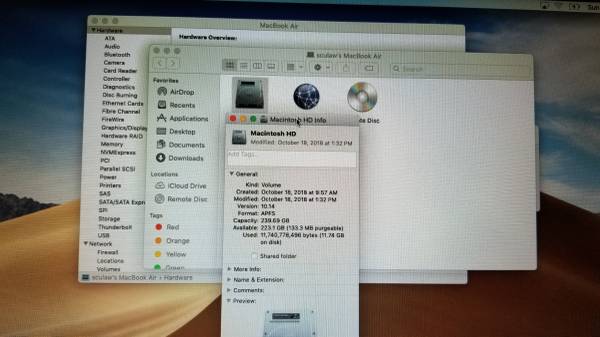 Sun
MacBook Air
Hardware
ATA
Audio
Bluetooth
Camera
Card Reader
Controller
Diagnostics
Disc Burning
Ethernet Cards
Fibre Channel
FireWire
Graphics/Display
Hardware RAID
Memory
NVMExpress
PCI
Parallel SCSI
Power
Printers
SAS
SATA/SATA Expr
SPI
Storage
Thunderbolt
USB
Network
Firewall
Locations
Volumes
sculaw's MacBook Air › Hardware
Hardware Overview:
sculaw's MacBook Air
Search
Favorites
AirDrop
Recents
Applications
Desktop
Documents
Downloads
Locations
iCloud Drive
Remote Disc
Tags
Red
Orange
Yellow
Green
Disc
Macintosh HD Info
Macintosh HD
Modified: October 18, 2018 at 1:32 PM
Add Tags...
General:
Kind: Volume
Created: October 18, 2018 at 9:57 AM
Modified: October 18, 2018 at 1:32 PM
Version: 10.14
Format: APFS
Capacity: 239.69 GB
Available: 223.1 GB (133.3 MB purgeable)
Used: 11,740,778,496 bytes (11.74 GB
on disk)
Shared folder
More Info:
Name & Extension:
Comments:
Preview: